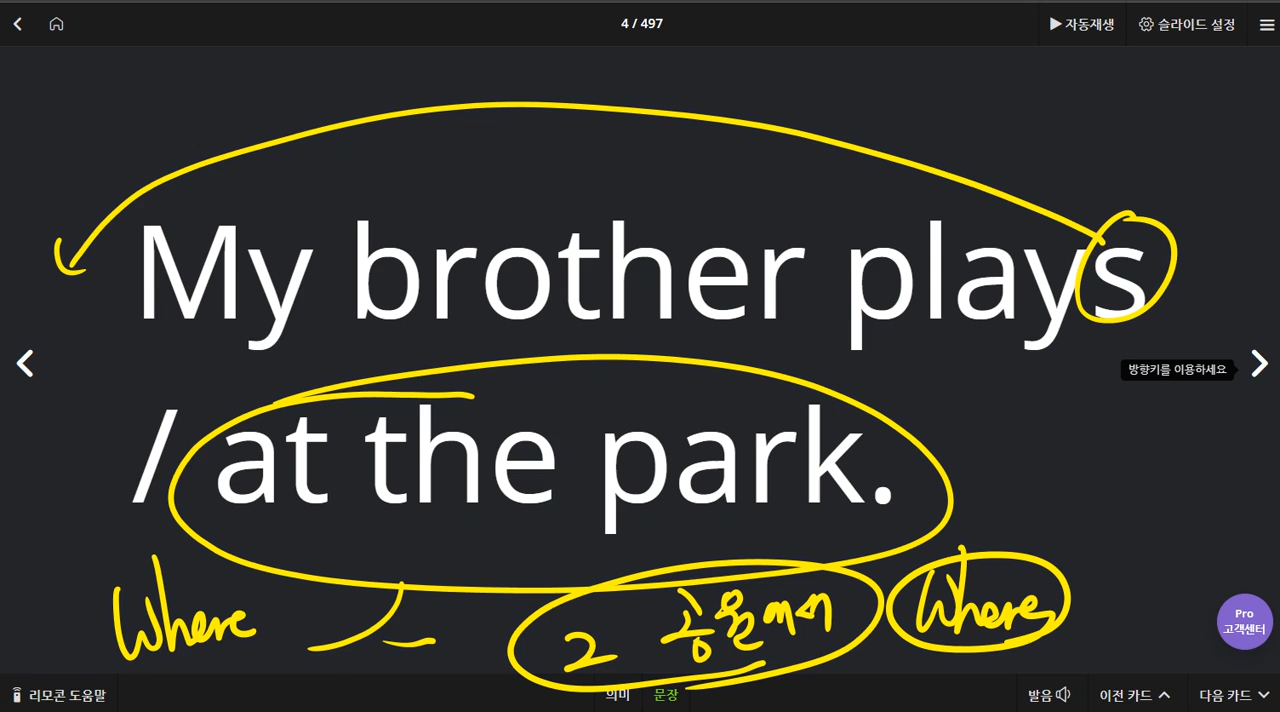 4 / 497
자동재생
슬라이드 설정
My brother plays
방향키를 이용하세요
/ at the park.
Where
Where
Pro
고객센터
리모콘 도움말
의미
문장
발음
이전 카드
다음 카드